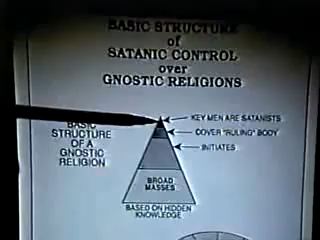 BASIC STRUCTURE
of
SATANIC CONTROL
over
GNOSTIC RELIGIONS
KEY MEN ARE SATANISTS
COVER "RULING" BODY
INITIATES
BASIC
STRUCTURE
OF A
GNOSTIC
RELIGION
BROAD
MASSES
BASED ON HIDDEN
KNOWLEDGE